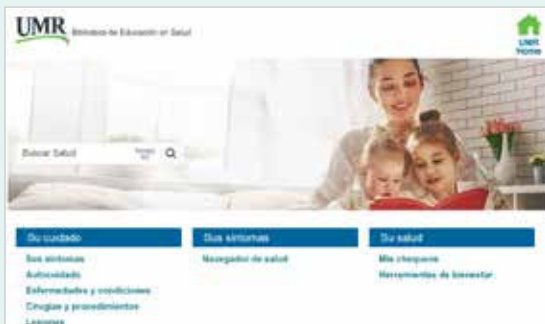 UMR Biblioteca de Educación en Salud
UMR
Home
Buscar Salud
Su cuidado
Sus síntomas
Autocuidado
Enfermedades y condiciones
Cirugías y procedimientos
Lesiones
Sus síntomas
Navegador de salud
Su salud
Mis chequeos
Herramientas de bienestar